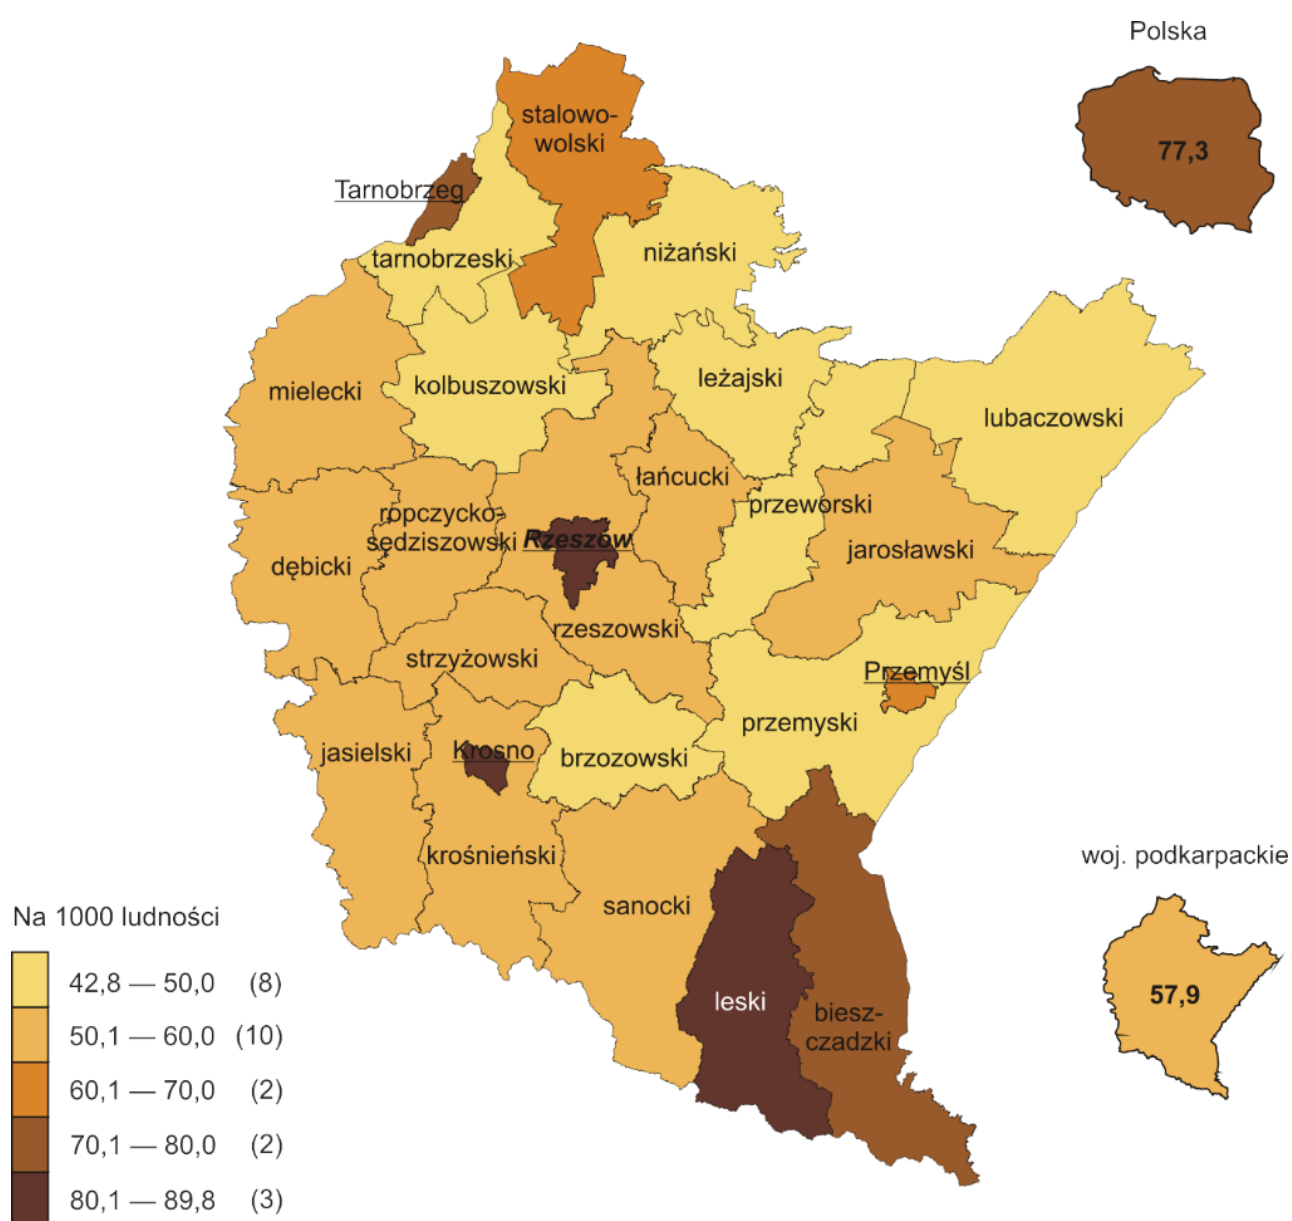 Polska
77,3
stalowo-
wolski
Tarnobrzeg
tarnobrzeski
niżański
mielecki
kolbuszowski
leżajski
lubaczowski
łańcucki
przeworski
ropczycko-
sędziszowski
Rzeszów
jarosławski
dębicki
rzeszowski
strzyżowski
Przemyśl
przemyski
jasielski
Krosno
brzozowski
krośnieński
woj. podkarpackie
57,9
sanocki
leski
biesz-
czadzki
Na 1000 ludności
42,8 — 50,0 (8)
50,1 — 60,0 (10)
60,1 — 70,0 (2)
70,1 — 80,0 (2)
80,1 — 89,8 (3)